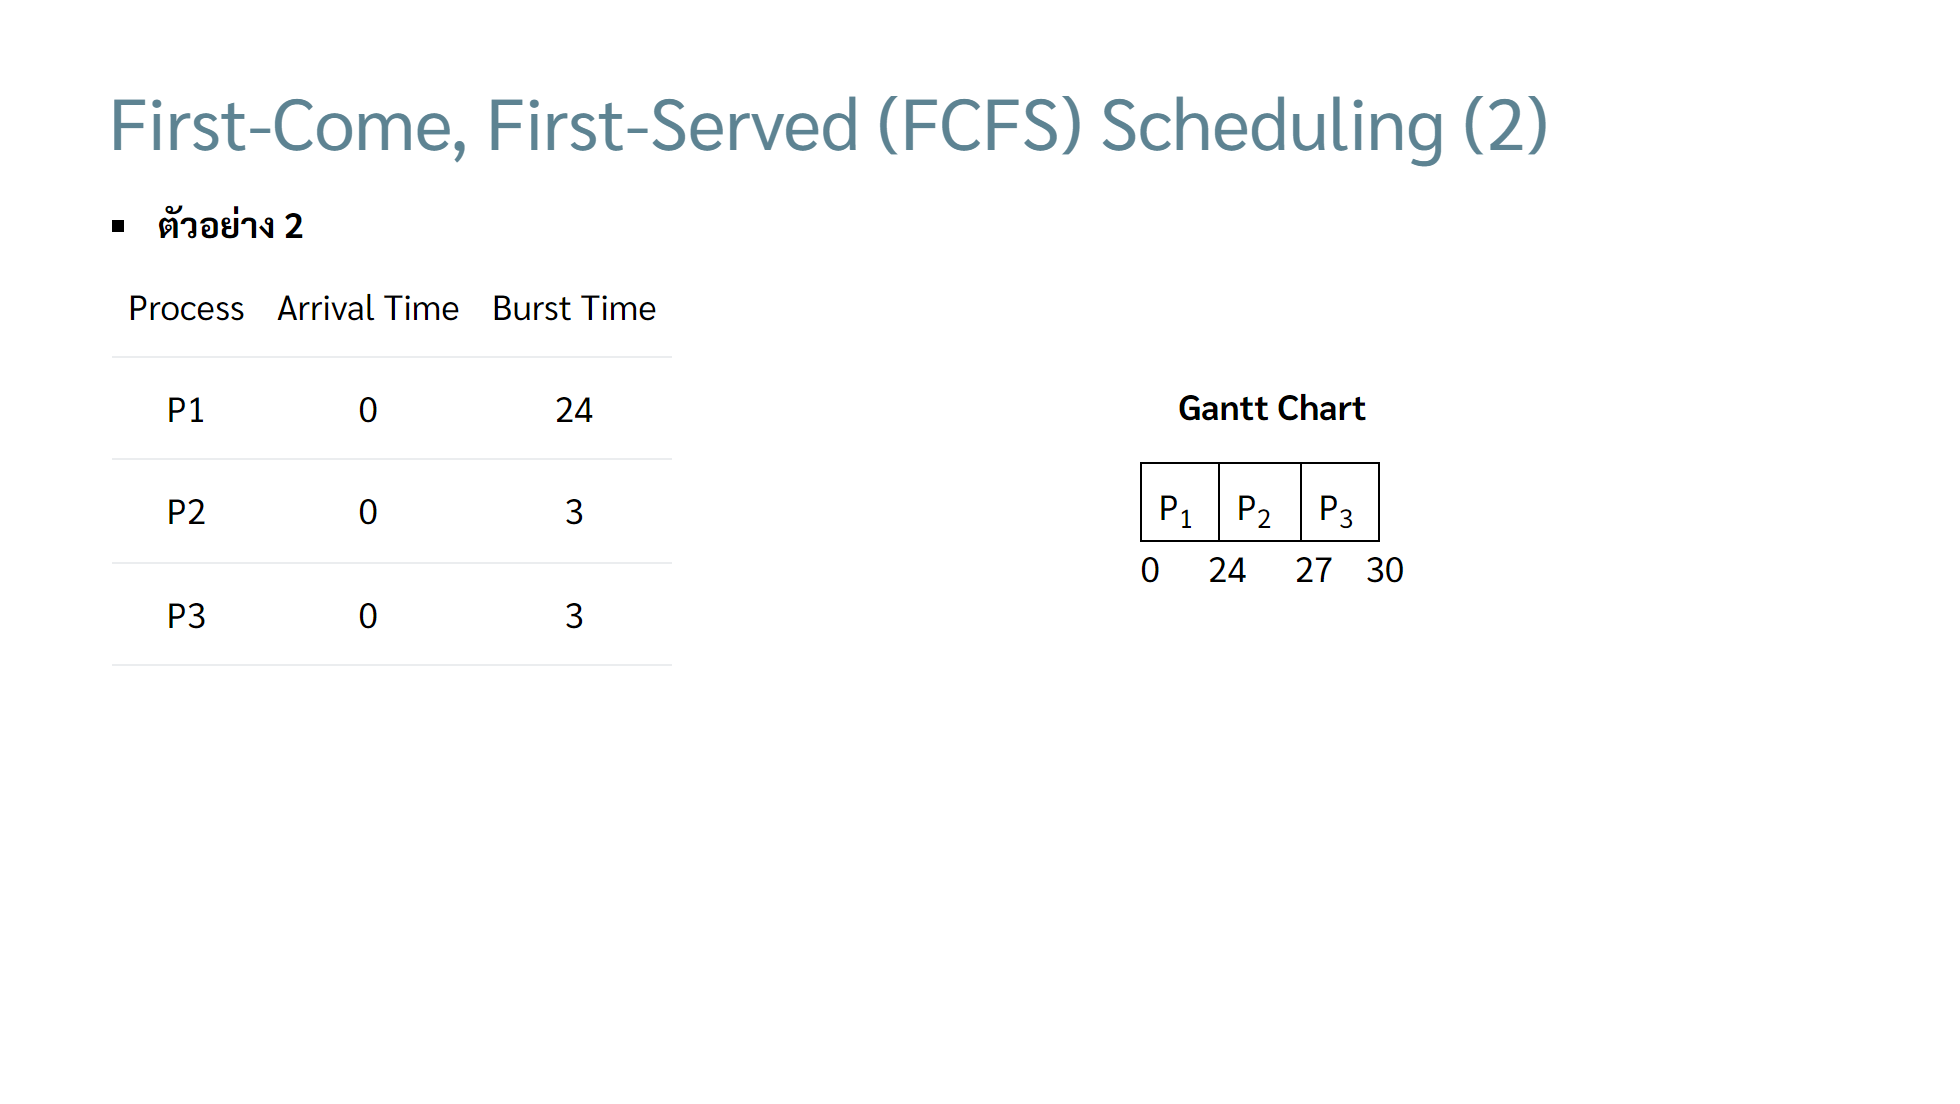 First-Come, First-Served (FCFS) Scheduling (2)
▪ ตัวอย่าง 2
Process Arrival Time Burst Time
P1 0 24
P2 0 3
P3 0 3
Gantt Chart
P₁ P₂ P₃
0 24 27 30